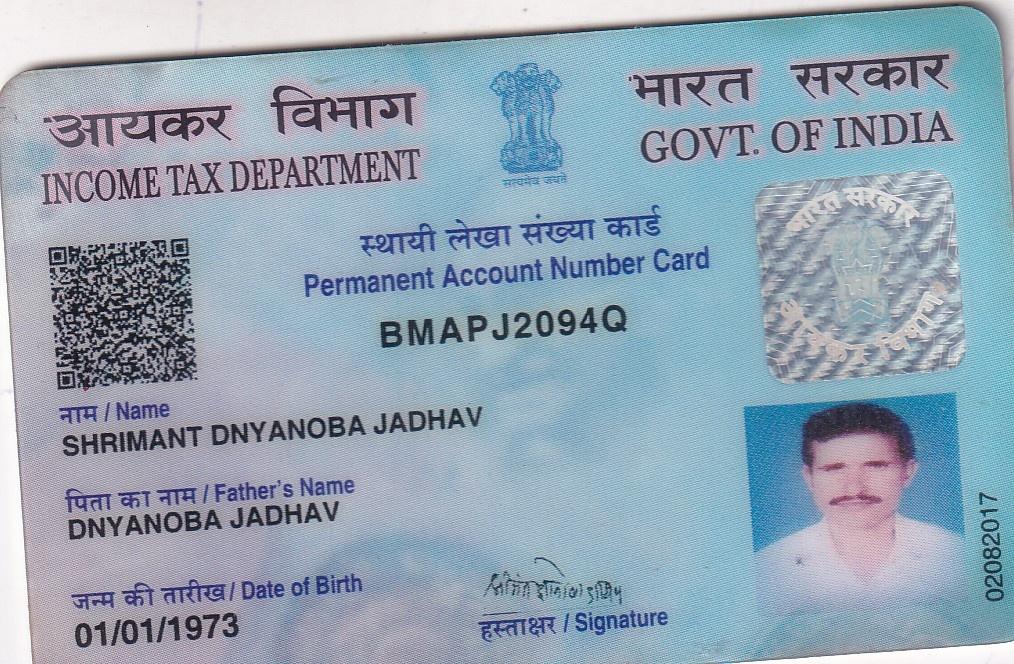 आयकर विभाग
INCOME TAX DEPARTMENT
सत्यमेव जयते
भारत सरकार
GOVT. OF INDIA
स्थायी लेखा संख्या कार्ड
Permanent Account Number Card
BMAPJ2094Q
भारत सरकार
आयकर विभाग
नाम / Name
SHRIMANT DNYANOBA JADHAV
पिता का नाम / Father's Name
DNYANOBA JADHAV
जन्म की तारीख / Date of Birth
01/01/1973
हस्ताक्षर / Signature
02082017